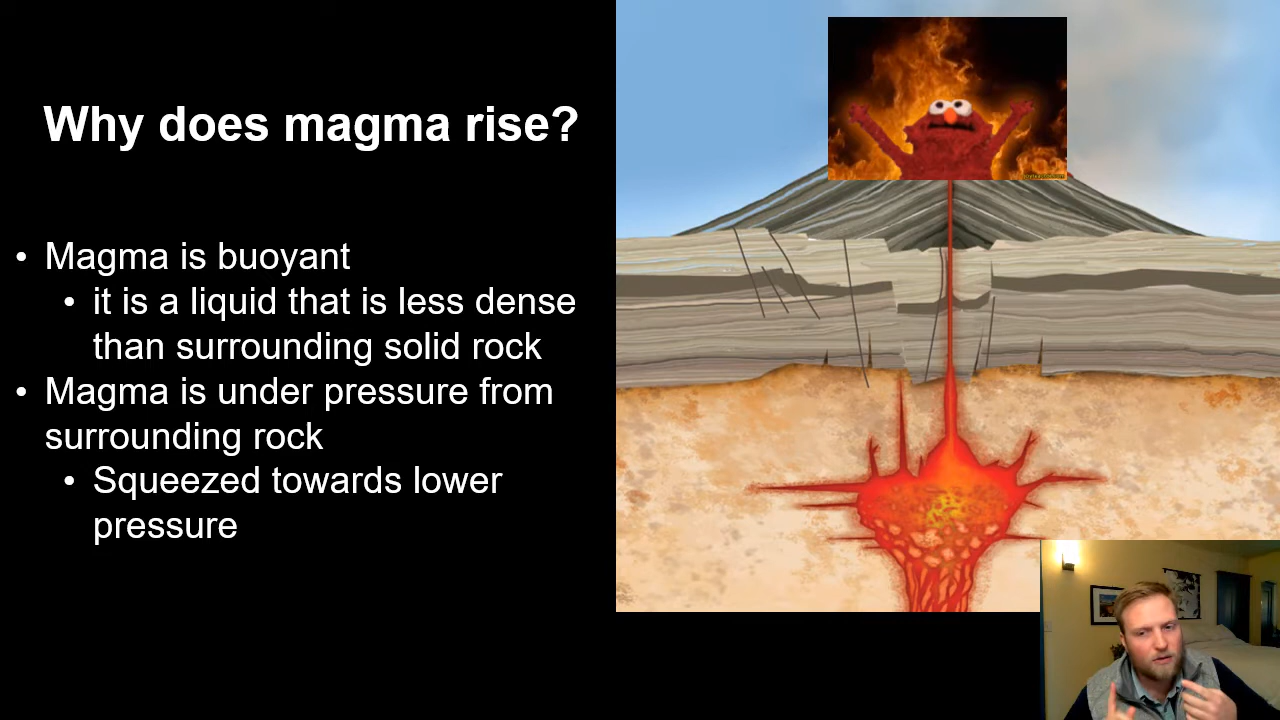 Why does magma rise?
• Magma is buoyant
• it is a liquid that is less dense
than surrounding solid rock
• Magma is under pressure from
surrounding rock
• Squeezed towards lower
pressure